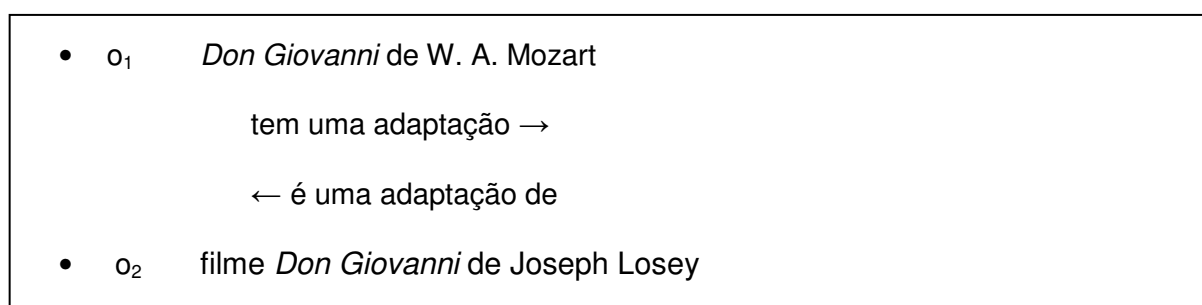 • o₁ Don Giovanni de W. A. Mozart
tem uma adaptação →
← é uma adaptação de
• o₂ filme Don Giovanni de Joseph Losey